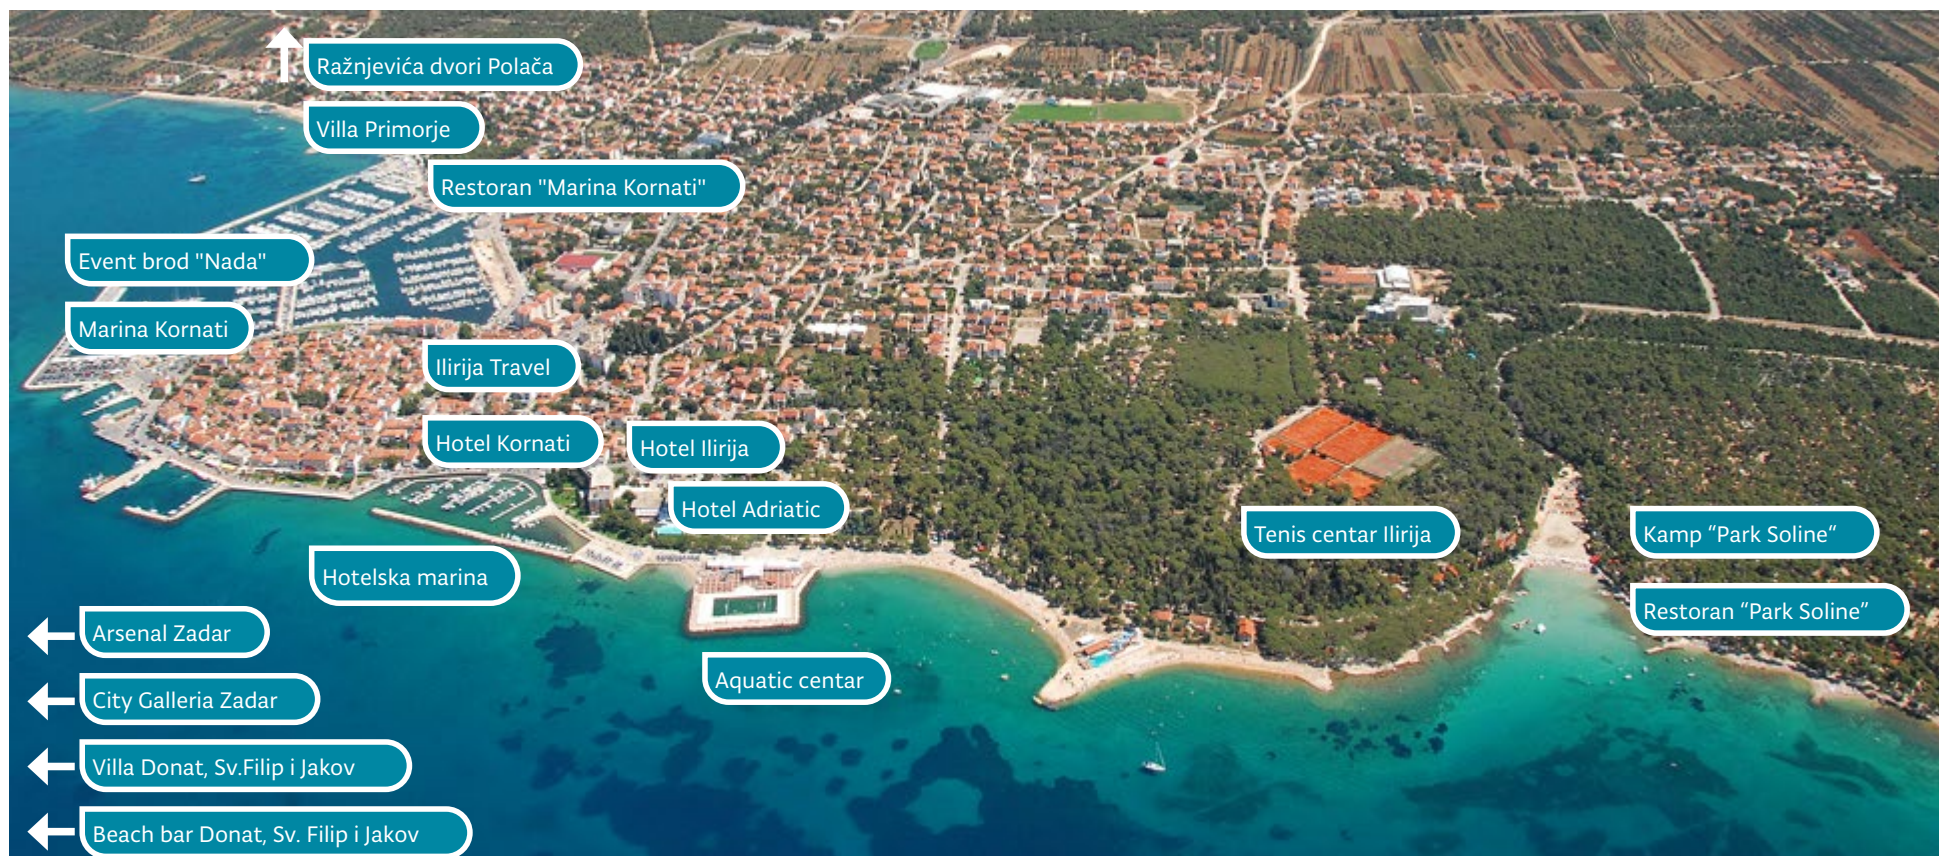 Ražnjevića dvori Polača
Villa Primorje
Restoran "Marina Kornati"
Event brod "Nada"
Marina Kornati
Ilirija Travel
Hotel Kornati
Hotel Ilirija
Hotel Adriatic
Tenis centar Ilirija
Kamp “Park Soline“
Hotelska marina
Restoran “Park Soline”
Arsenal Zadar
Aquatic centar
City Galleria Zadar
Villa Donat, Sv.Filip i Jakov
Beach bar Donat, Sv. Filip i Jakov